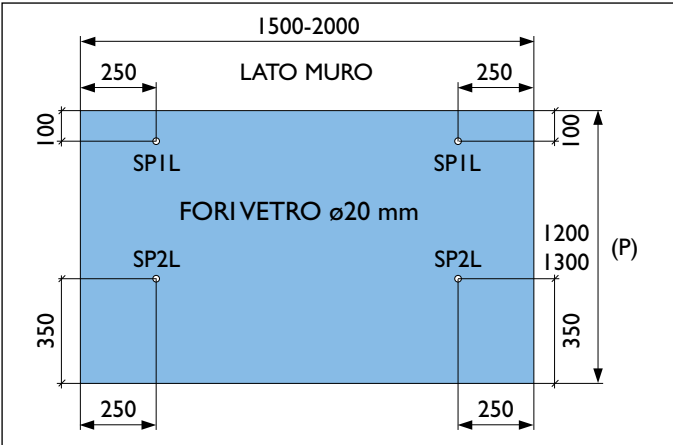 1500-2000
250 LATO MURO 250
100 100
SP1L SP1L
FORI VETRO ø20 mm
1200
1300
(P)
SP2L SP2L
350 350
250 250